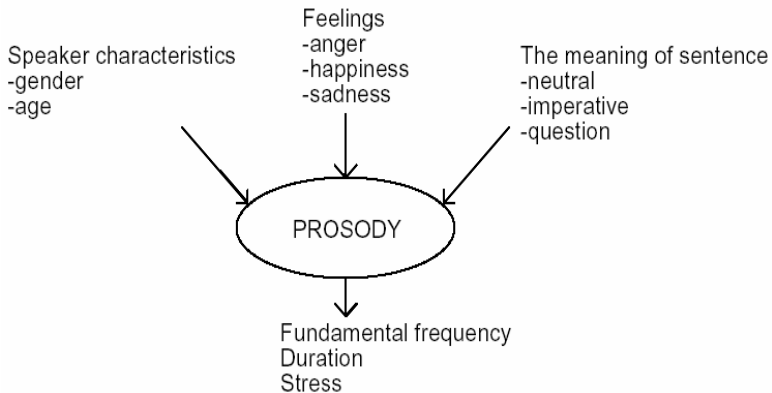 Speaker characteristics
-gender
-age
Feelings
-anger
-happiness
-sadness
The meaning of sentence
-neutral
-imperative
-question
PROSODY
Fundamental frequency
Duration
Stress